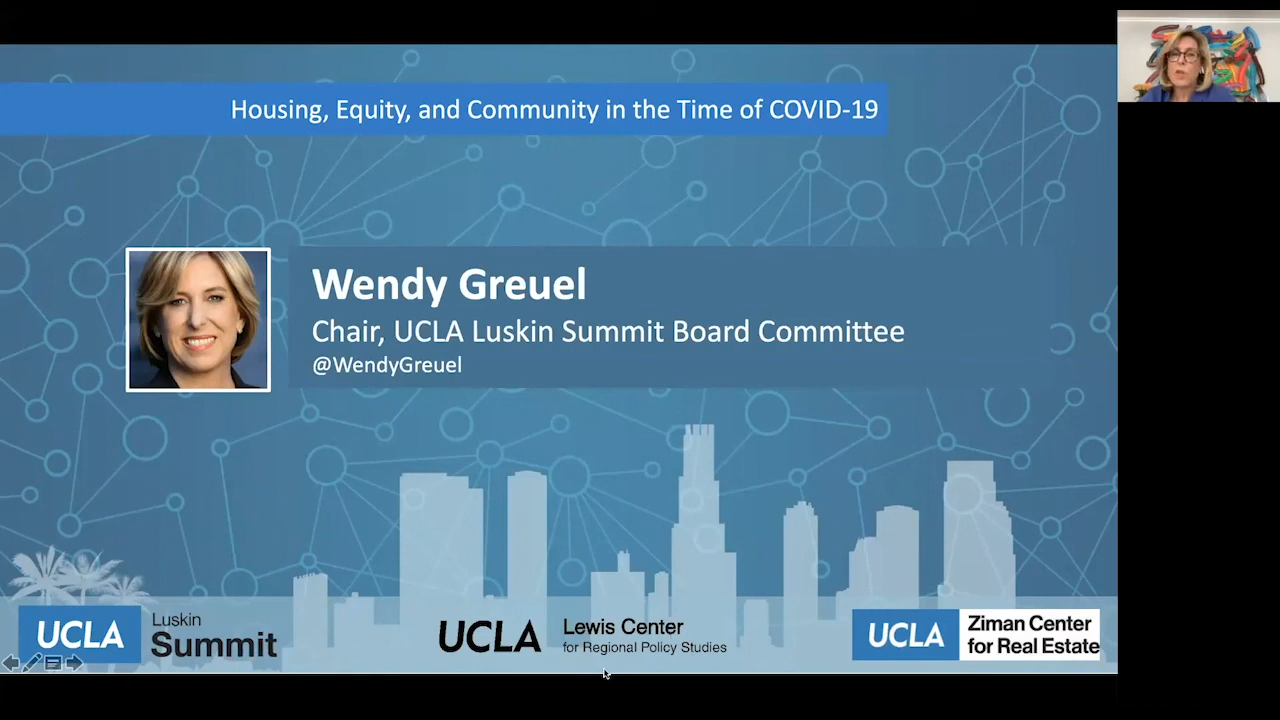 Housing, Equity, and Community in the Time of COVID-19
Wendy Greuel
Chair, UCLA Luskin Summit Board Committee
@WendyGreuel
UCLA
Luskin
Summit
UCLA
Lewis Center
for Regional Policy Studies
UCLA
Ziman Center
for Real Estate